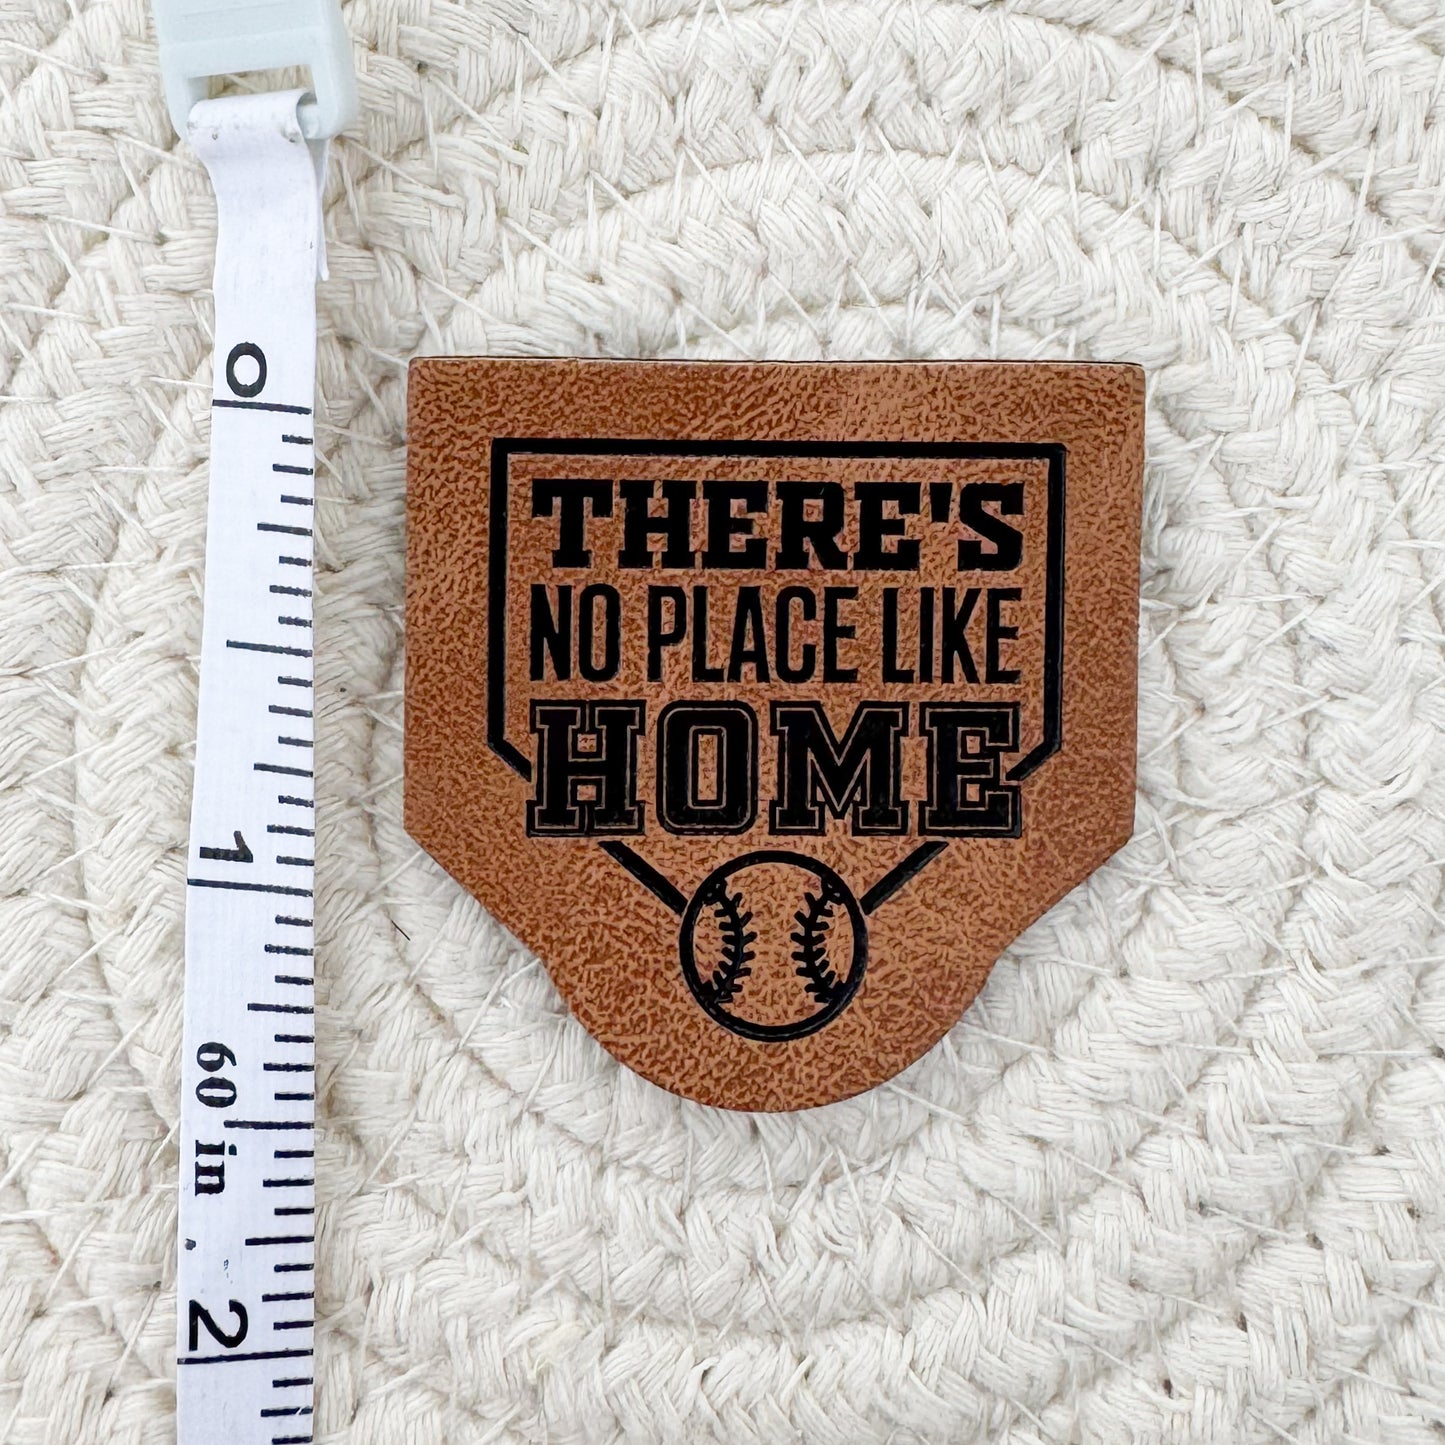 THERE'S
NO PLACE LIKE
HOME
0
1
60 in
2